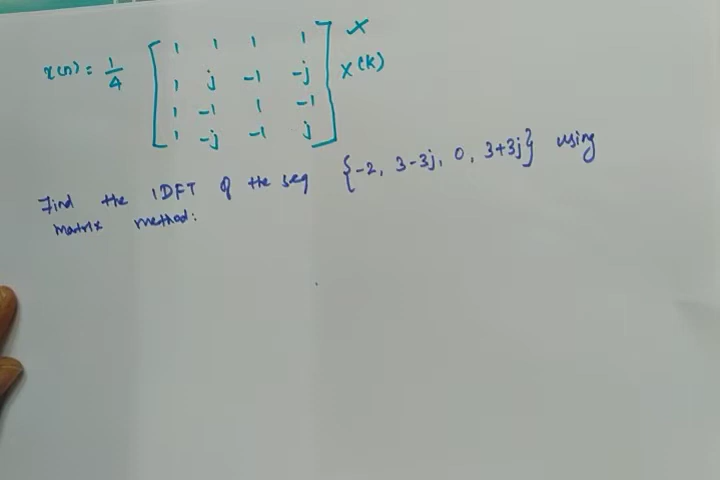 x(n) = 1/4 [ 1 1 1 1 ] x
1 j -1 -j X(k)
1 -1 1 -1
1 -j -1 j
Find the IDFT of the seq {-2, 3-3j, 0, 3+3j} using
matrix method: